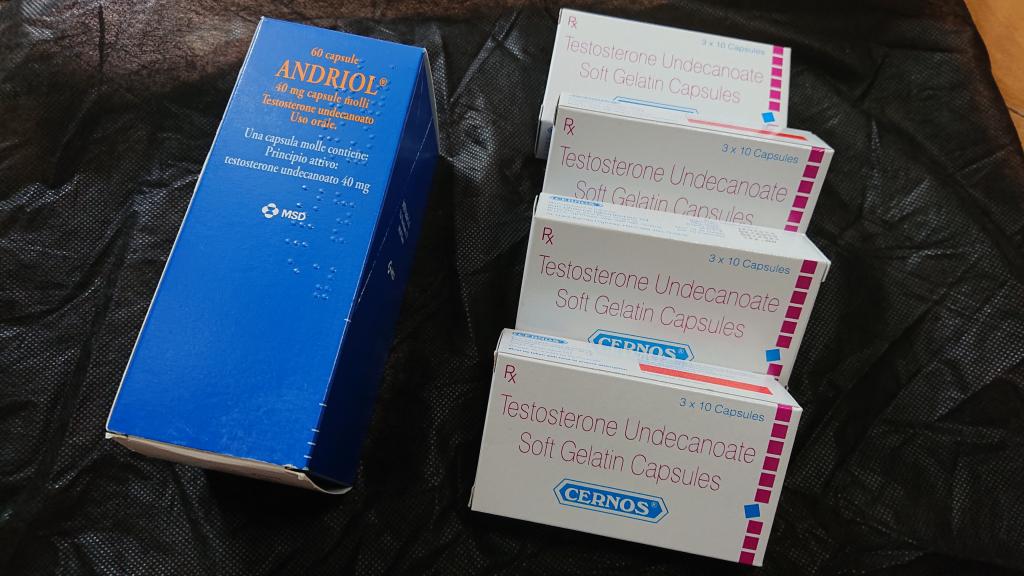 60 capsule
ANDRIOL®
40 mg capsule molli
Testosterone undecanoato
Uso orale.
Una capsula molle contiene:
Principio attivo:
testosterone undecanoato 40 mg
MSD
Rx
3 x 10 Capsules
Testosterone Undecanoate
Soft Gelatin Capsules
Rx
3 x 10 Capsules
Testosterone Undecanoate
Soft Gelatin Capsules
Rx
3 x 10 Capsules
Testosterone Undecanoate
Soft Gelatin Capsules
CERNOS®
Rx
3 x 10 Capsules
Testosterone Undecanoate
Soft Gelatin Capsules
CERNOS®